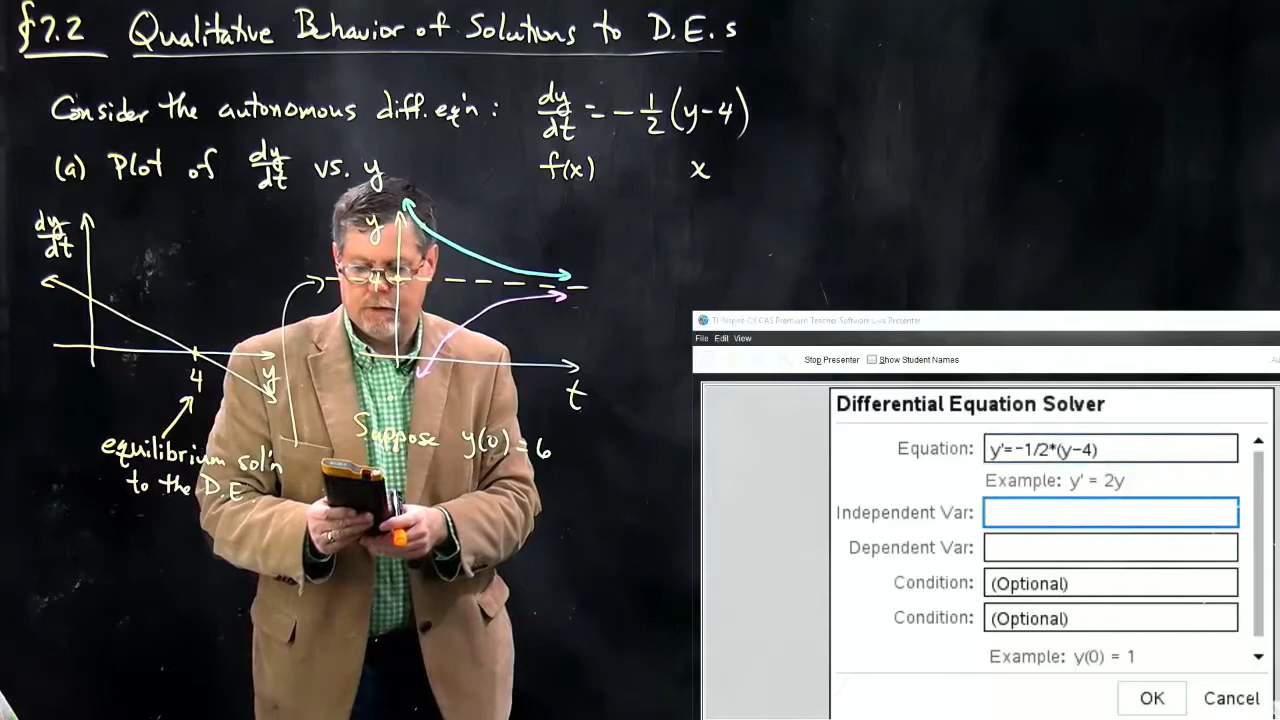 §7.2 Qualitative Behavior of Solutions to D.E.s
Consider the autonomous diff. eq'n: dy/dt = -1/2 (y-4)
(a) Plot of dy/dt vs. y f(x) x
dy/dt
y
4
y
t
equilibrium sol'n
to the D.E.
Suppose y(0) = 6
TI-Nspire CX CAS Premium Teacher Software Live Presenter
File Edit View
Stop Presenter Show Student Names
Differential Equation Solver
Equation: y'=-1/2*(y-4)
Example: y' = 2y
Independent Var:
Dependent Var:
Condition: (Optional)
Condition: (Optional)
Example: y(0) = 1
OK Cancel